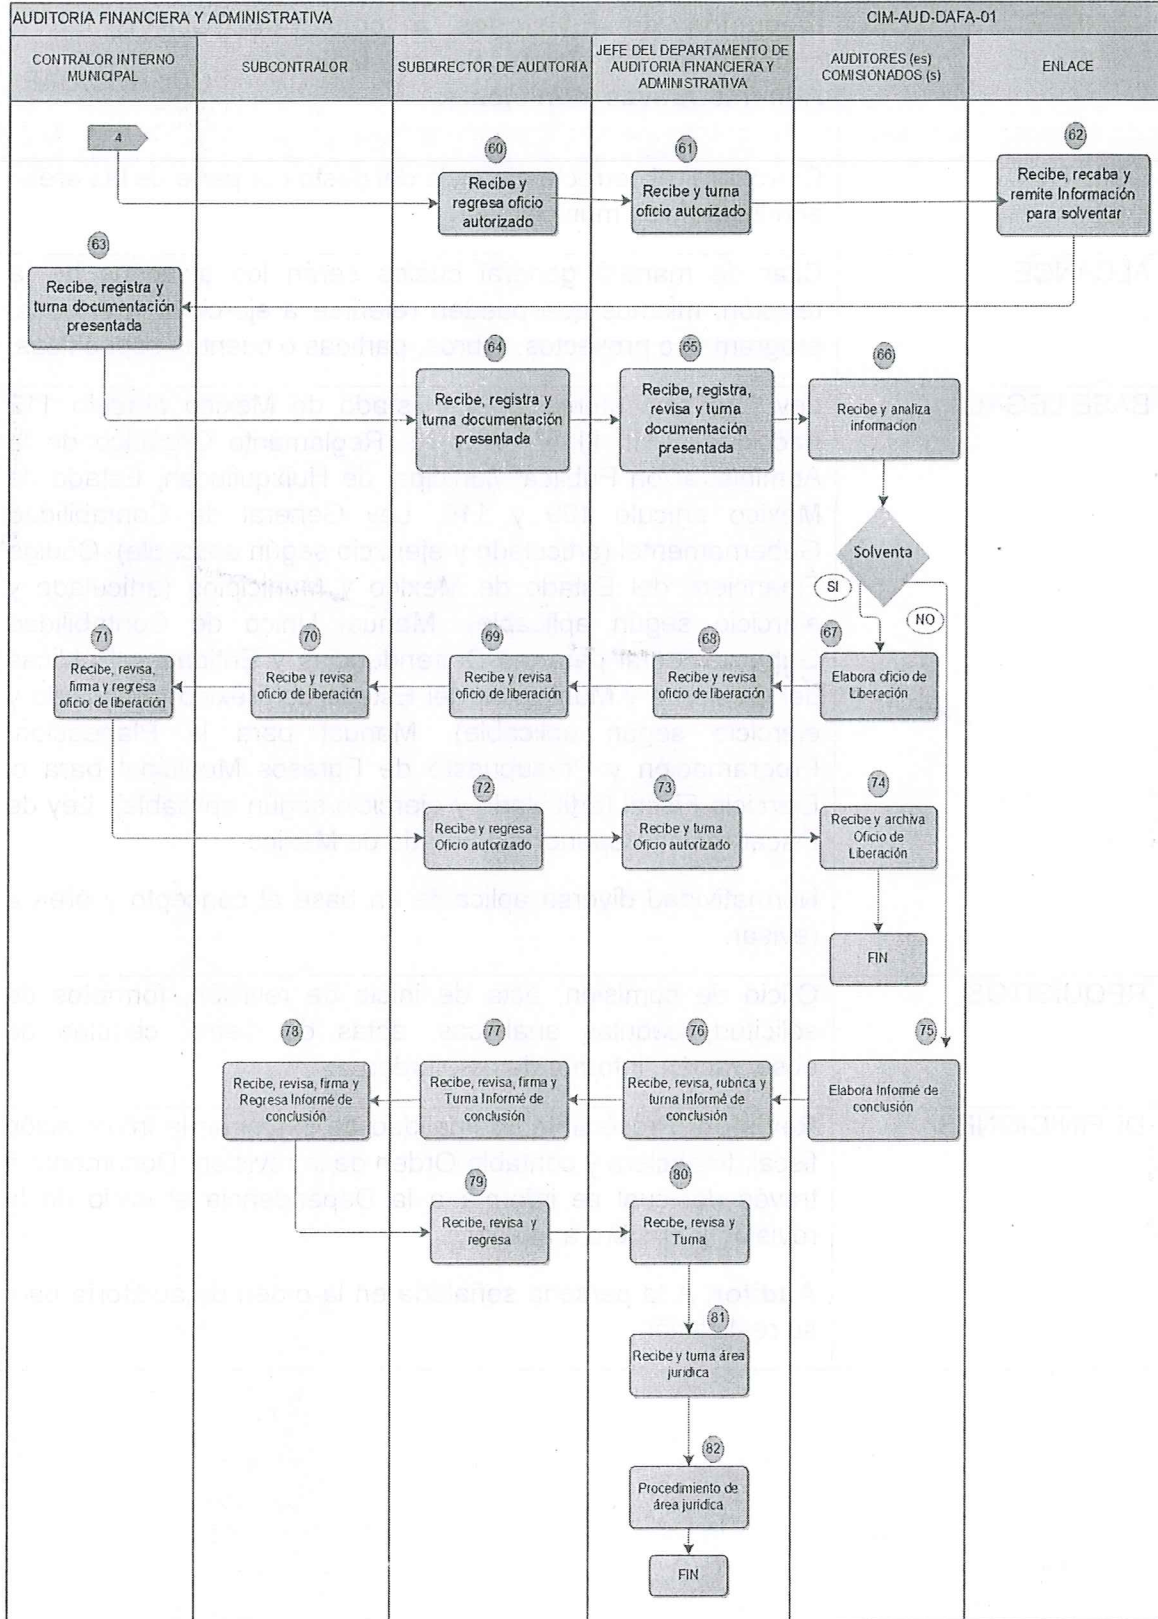 AUDITORIA FINANCIERA Y ADMINISTRATIVA
CIM-AUD-DAFA-01
CONTRALOR INTERNO
MUNICIPAL
SUBCONTRALOR
SUBDIRECTOR DE AUDITORIA
JEFE DEL DEPARTAMENTO DE
AUDITORIA FINANCIERA Y
ADMINISTRATIVA
AUDITORES (es)
COMISIONADOS (s)
ENLACE
4
60
Recibe y
regresa oficio
autorizado
61
Recibe y turna
oficio autorizado
62
Recibe, recaba y
remite Información
para solventar
63
Recibe, registra y
turna documentación
presentada
64
Recibe, registra y
turna documentación
presentada
65
Recibe, registra,
revisa y turna
documentación
presentada
66
Recibe y analiza
informacion
Solventa
SI
NO
71
Recibe, revisa,
firma y regresa
oficio de liberación
70
Recibe y revisa
oficio de liberación
69
Recibe y revisa
oficio de liberación
68
Recibe y revisa
oficio de liberación
67
Elabora oficio de
Liberación
72
Recibe y regresa
Oficio autorizado
73
Recibe y turna
Oficio autorizado
74
Recibe y archiva
Oficio de
Liberación
FIN
78
Recibe, revisa, firma y
Regresa Informé de
conclusión
77
Recibe, revisa, firma y
Turna Informé de
conclusión
76
Recibe, revisa, rubrica y
turna Informé de
conclusión
75
Elabora Informé de
conclusión
79
Recibe, revisa y
regresa
80
Recibe, revisa y
Turna
81
Recibe y turna área
juridica
82
Procedimiento de
área juridica
FIN